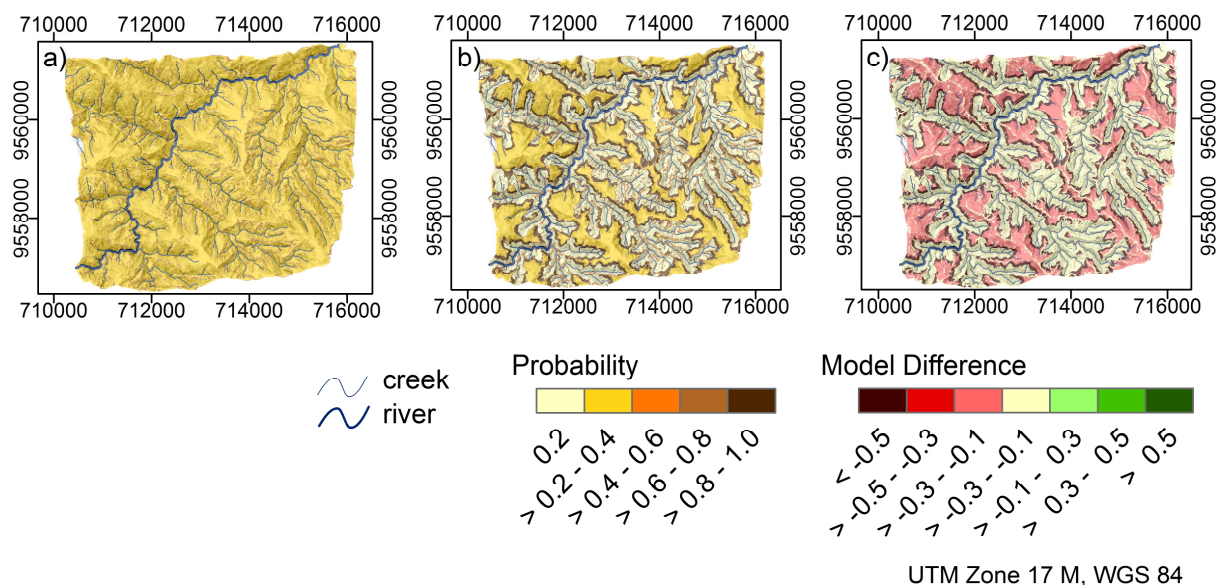 710000 712000 714000 716000 710000 712000 714000 716000 710000 712000 714000 716000
a) b) c)
9560000 9560000 9560000 9560000 9560000 9560000
9558000 9558000 9558000 9558000 9558000 9558000
710000 712000 714000 716000 710000 712000 714000 716000 710000 712000 714000 716000
creek
river
Probability
0.2
> 0.2 - 0.4
> 0.4 - 0.6
> 0.6 - 0.8
> 0.8 - 1.0
Model Difference
< -0.5
> -0.5 - -0.3
> -0.3 - -0.1
> -0.3 - -0.1
> -0.1 - 0.3
> 0.3 - 0.5
> 0.5
UTM Zone 17 M, WGS 84